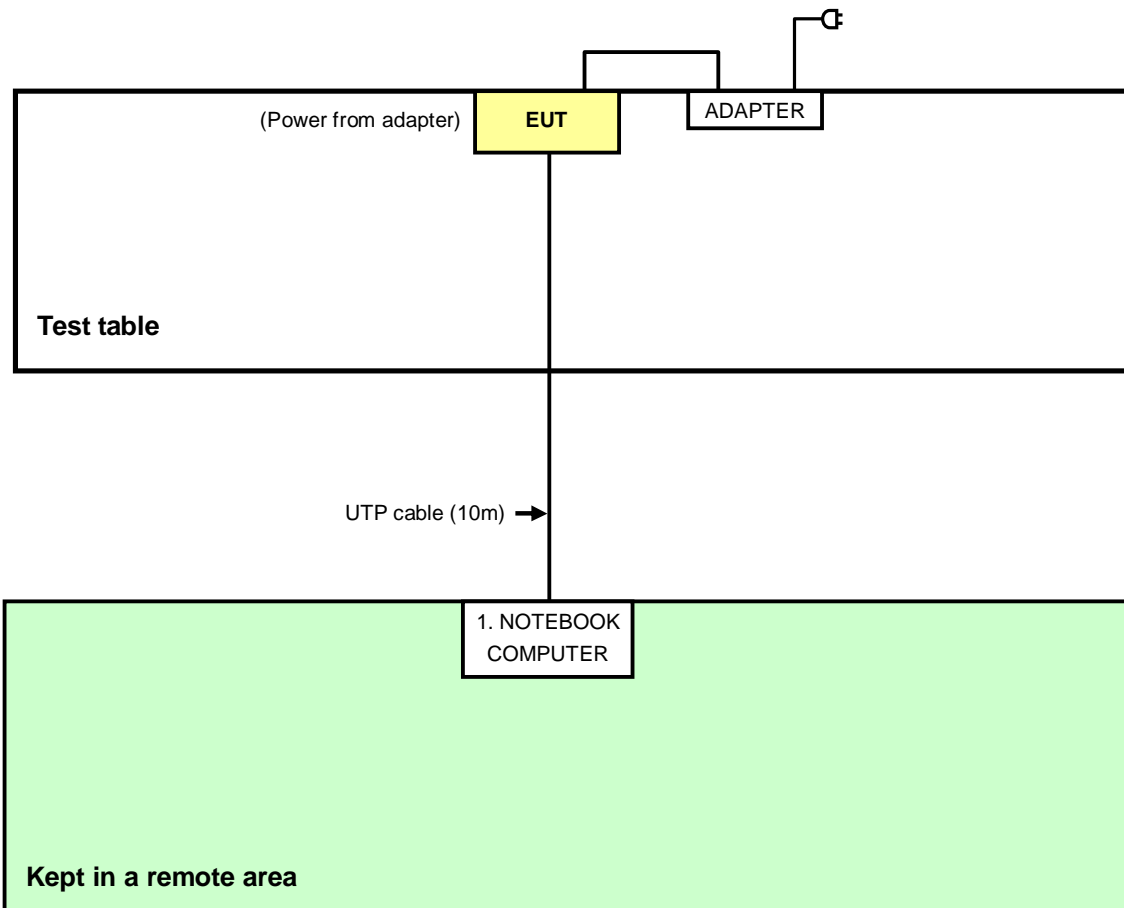 (Power from adapter)
EUT
ADAPTER
Test table
UTP cable (10m)
1. NOTEBOOK
COMPUTER
Kept in a remote area